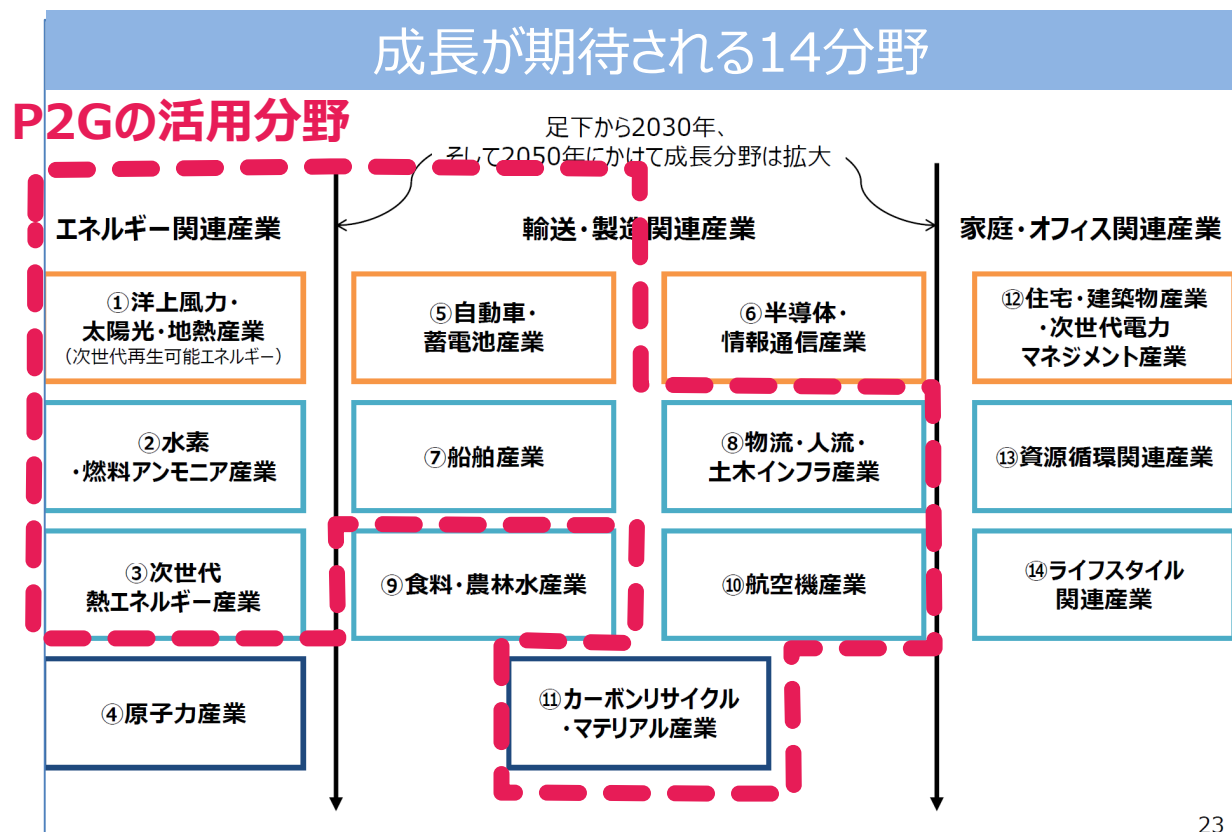 成長が期待される14分野
P2Gの活用分野
足下から2030年、
そして2050年にかけて成長分野は拡大
エネルギー関連産業
輸送・製造関連産業
家庭・オフィス関連産業
①洋上風力・
太陽光・地熱産業
（次世代再生可能エネルギー）
⑤自動車・
蓄電池産業
⑥半導体・
情報通信産業
⑫住宅・建築物産業
・次世代電力
マネジメント産業
②水素
・燃料アンモニア産業
⑦船舶産業
⑧物流・人流・
土木インフラ産業
⑬資源循環関連産業
③次世代
熱エネルギー産業
⑨食料・農林水産業
⑩航空機産業
⑭ライフスタイル
関連産業
④原子力産業
⑪カーボンリサイクル
・マテリアル産業
23